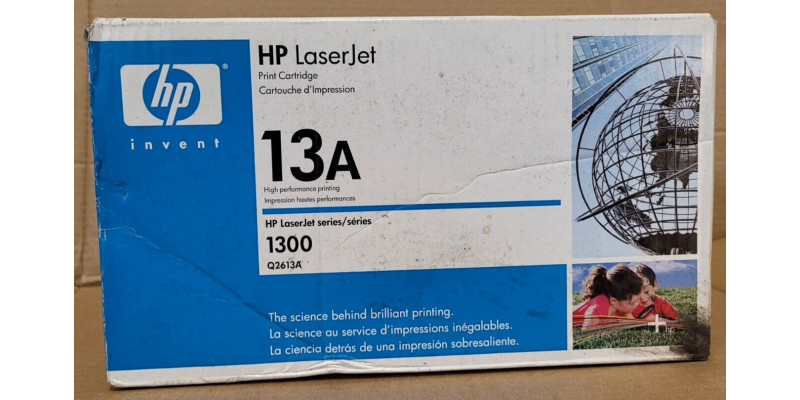 hp
®
invent
HP LaserJet
Print Cartridge
Cartouche d'Impression
13A
High performance printing
Impression hautes performances
HP LaserJet series/séries
1300
Q2613A
The science behind brilliant printing.
La science au service d'impressions inégalables.
La ciencia detrás de una impresión sobresaliente.